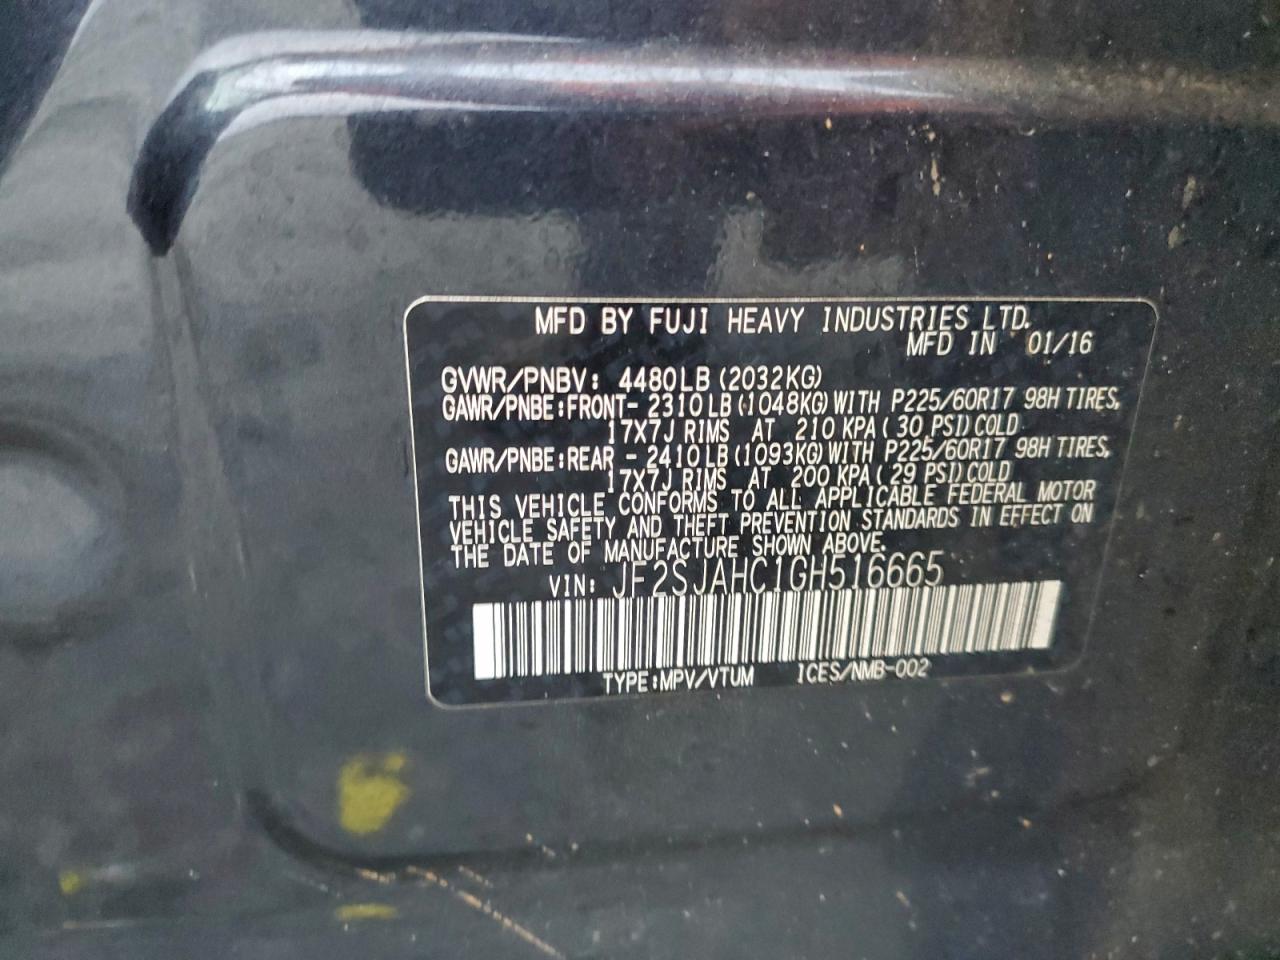 MFD BY FUJI HEAVY INDUSTRIES LTD.
MFD IN 01/16
GVWR/PNBV: 4480LB (2032KG)
GAWR/PNBE:FRONT- 2310LB (1048KG) WITH P225/60R17 98H TIRES,
17X7J RIMS AT 210 KPA ( 30 PSI) COLD
GAWR/PNBE:REAR - 2410LB (1093KG) WITH P225/60R17 98H TIRES,
17X7J RIMS AT 200 KPA ( 29 PSI) COLD
THIS VEHICLE CONFORMS TO ALL APPLICABLE FEDERAL MOTOR
VEHICLE SAFETY AND THEFT PREVENTION STANDARDS IN EFFECT ON
THE DATE OF MANUFACTURE SHOWN ABOVE.
VIN: JF2SJAHC1GH516665
TYPE:MPV/VTUM ICES/NMB-002